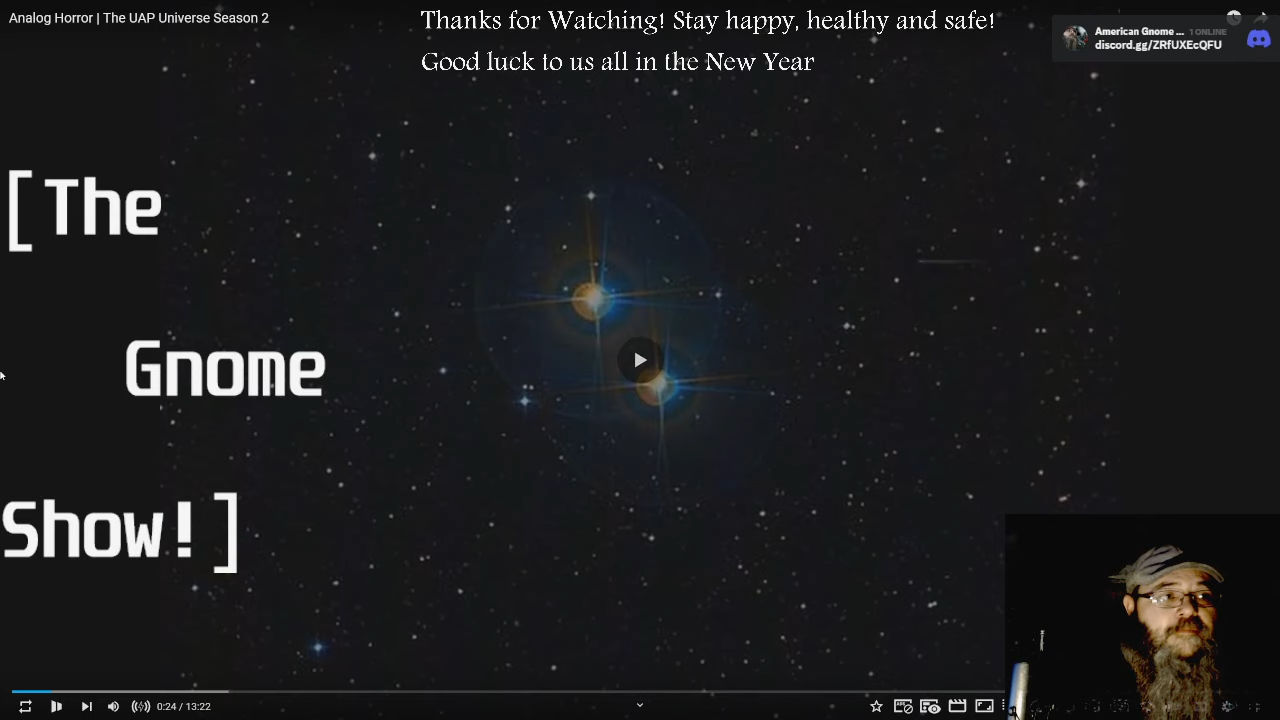 Analog Horror | The UAP Universe Season 2
Thanks for Watching! Stay happy, healthy and safe!
Good luck to us all in the New Year
American Gnome ... 1 ONLINE
discord.gg/ZRfUXEcQFU
[The
Gnome
Show!]
0:24 / 13:22